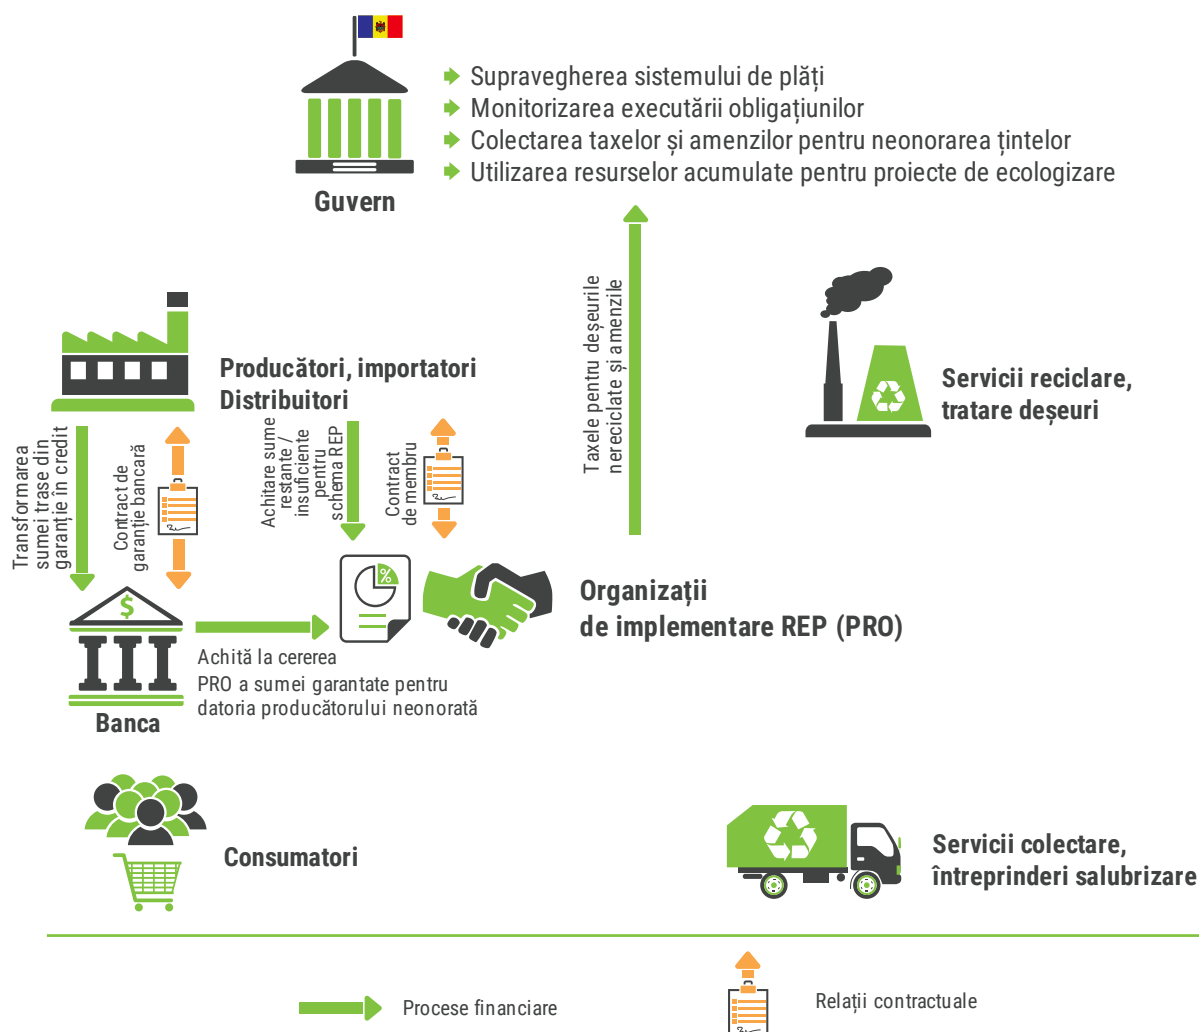 Supravegherea sistemului de plăți
Monitorizarea executării obligațiunilor
Colectarea taxelor și amenzilor pentru neonorarea țintelor
Utilizarea resurselor acumulate pentru proiecte de ecologizare
Guvern
Taxele pentru deșeurile
nereciclate și amenzile
Producători, importatori
Distribuitori
Servicii reciclare,
tratare deșeuri
Transformarea
sumei trase din
garanție în credit
Contract de
garanție bancară
Achitare sume
restante /
insuficiente
pentru
schema REP
Contract
de membru
%
Organizații
de implementare REP (PRO)
$
Achită la cererea
PRO a sumei garantate pentru
datoria producătorului neonorată
Banca
Consumatori
Servicii colectare,
întreprinderi salubrizare
Procese financiare
Relații contractuale